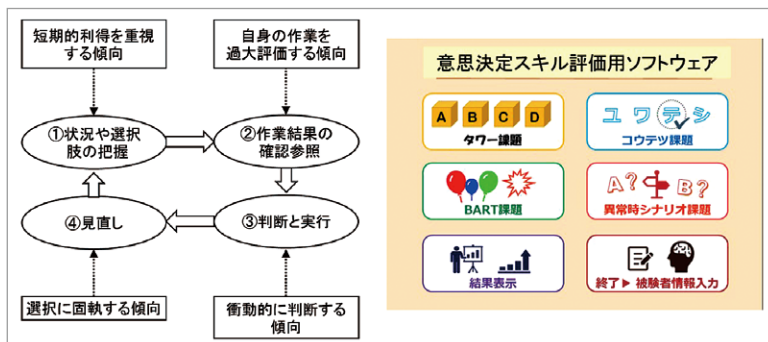 短期的利得を重視
する傾向
自身の作業を
過大評価する傾向
①状況や選択
肢の把握
②作業結果の
確認参照
④見直し
③判断と実行
選択に固執する傾向
衝動的に判断する
傾向
意思決定スキル評価用ソフトウェア
A B C D
タワー課題
ユ ワ テ シ
コウテツ課題
BART課題
A? B?
異常時シナリオ課題
結果表示
終了▶被験者情報入力